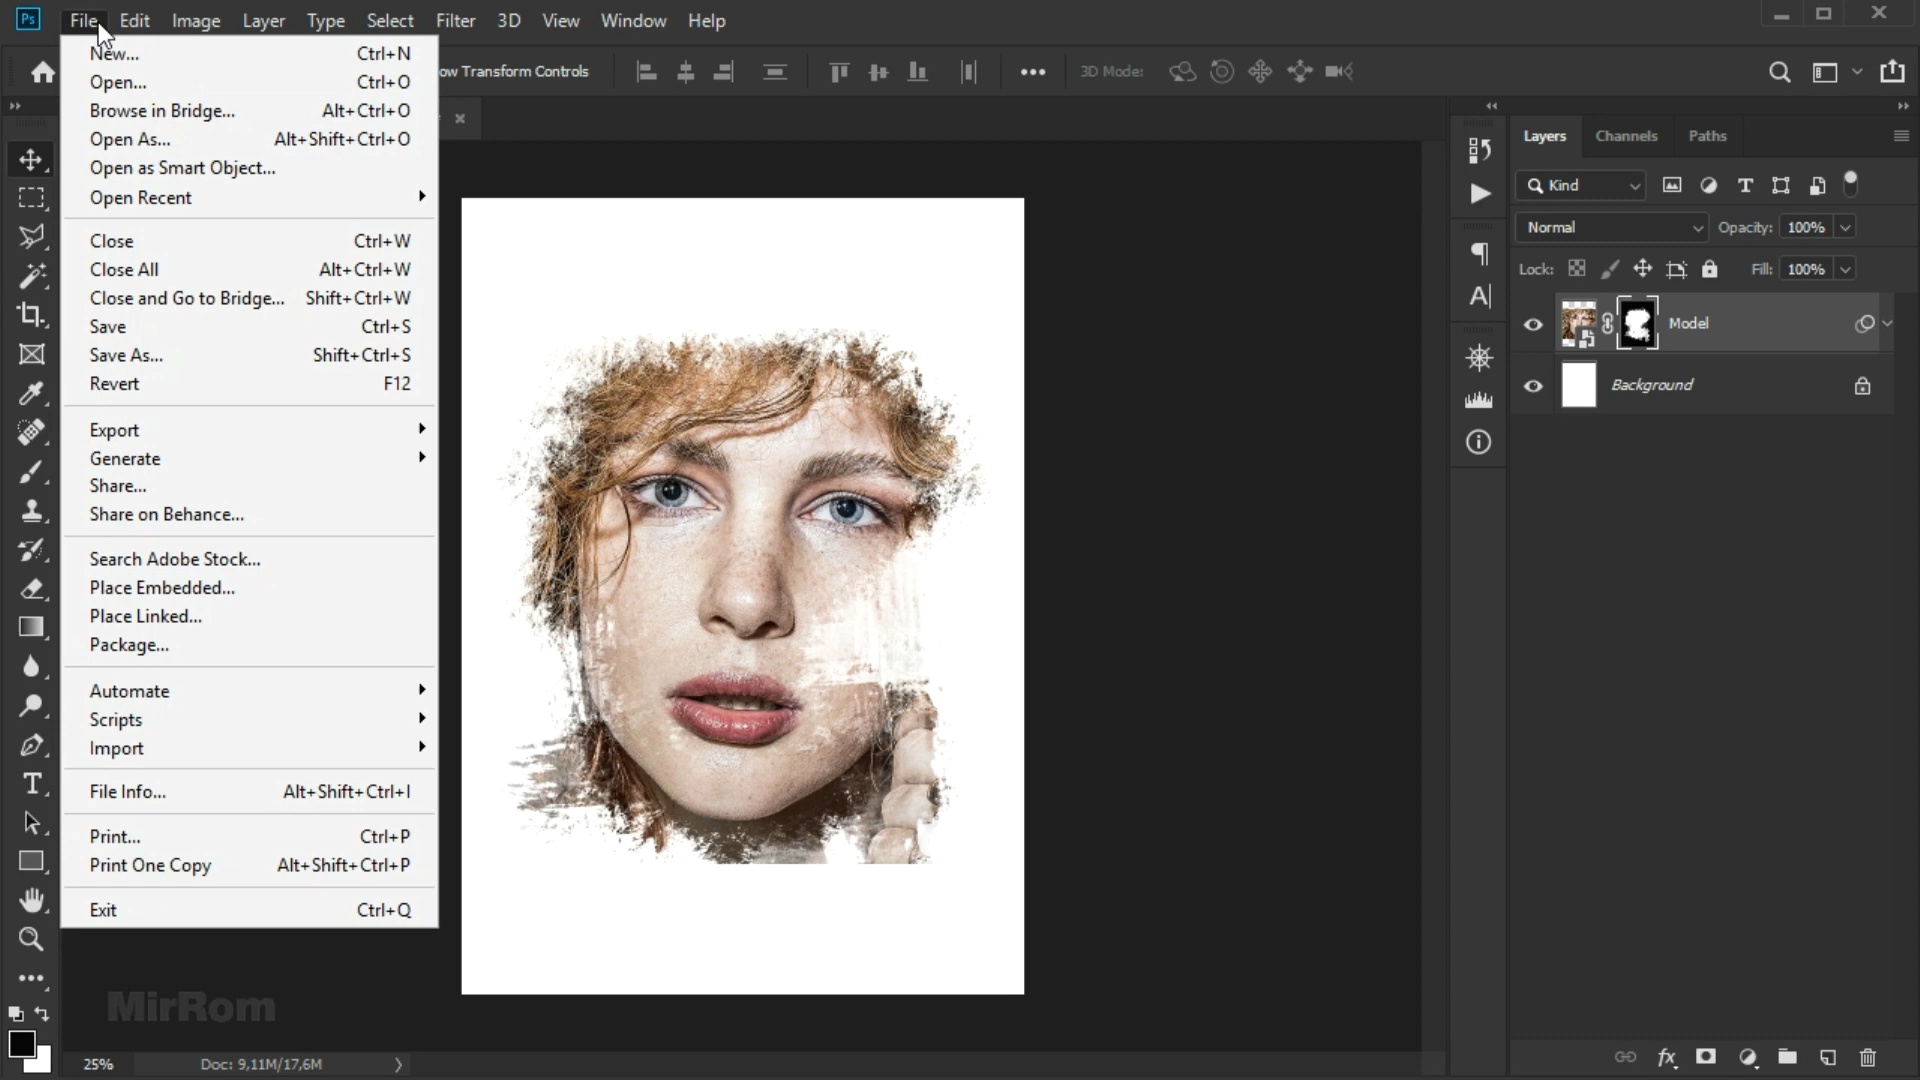 Ps File Edit Image Layer Type Select Filter 3D View Window Help
ow Transform Controls 3D Mode:
New... Ctrl+N
Open... Ctrl+O
Browse in Bridge... Alt+Ctrl+O
Open As... Alt+Shift+Ctrl+O
Open as Smart Object...
Open Recent
Close Ctrl+W
Close All Alt+Ctrl+W
Close and Go to Bridge... Shift+Ctrl+W
Save Ctrl+S
Save As... Shift+Ctrl+S
Revert F12
Export
Generate
Share...
Share on Behance...
Search Adobe Stock...
Place Embedded...
Place Linked...
Package...
Automate
Scripts
Import
File Info... Alt+Shift+Ctrl+I
Print... Ctrl+P
Print One Copy Alt+Shift+Ctrl+P
Exit Ctrl+Q
MirRom
25% Doc: 9,11M/17,6M
Layers Channels Paths
Kind
Normal Opacity: 100%
Lock: Fill: 100%
Model
Background
fx